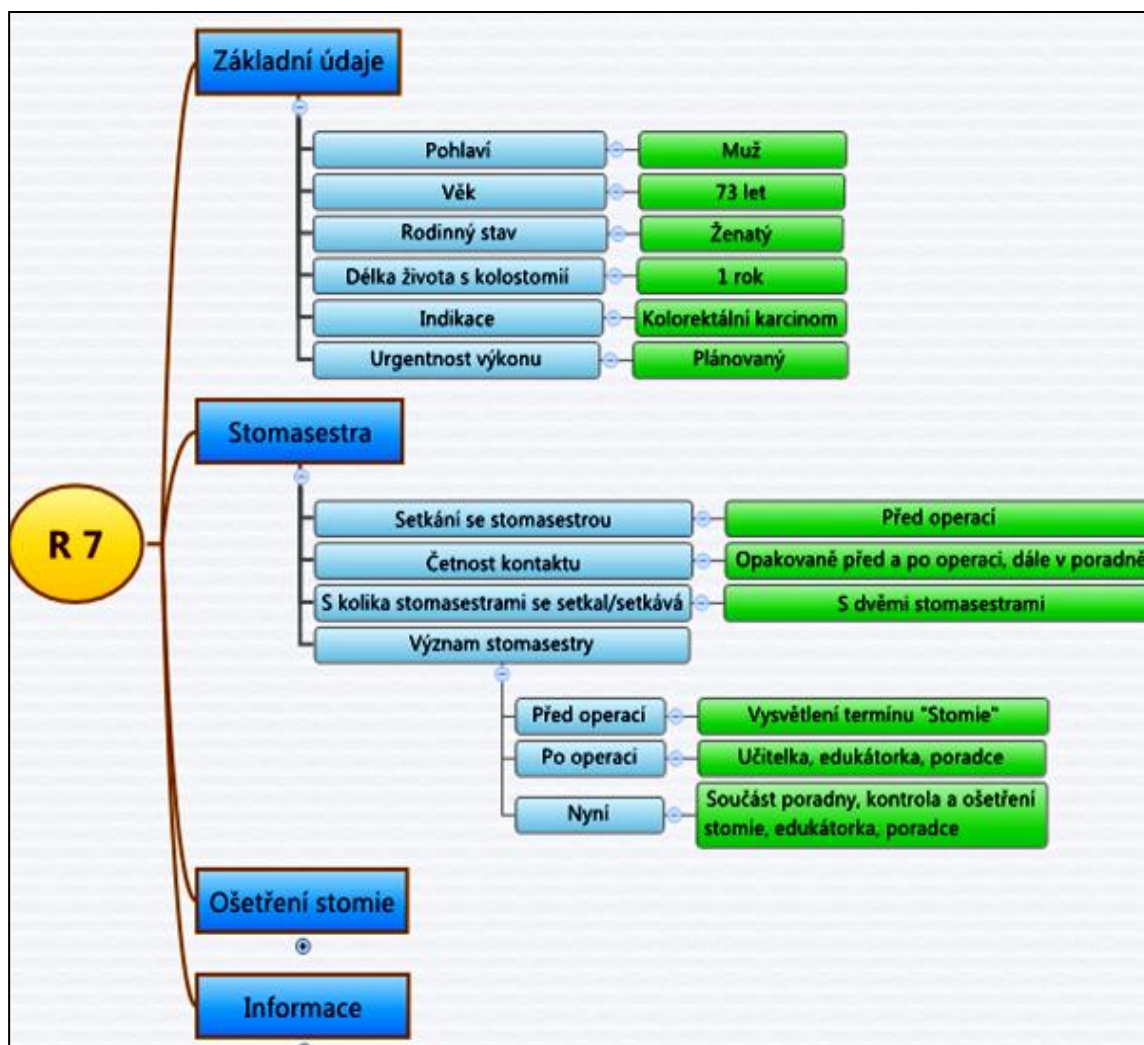 Základní údaje
Pohlaví
Muž
Věk
73 let
Rodinný stav
Ženatý
Délka života s kolostomií
1 rok
Indikace
Kolorektální karcinom
Urgentnost výkonu
Plánovaný
Stomasestra
R 7
Setkání se stomasestrou
Před operací
Četnost kontaktu
Opakovaně před a po operaci, dále v poradně
S kolika stomasestrami se setkal/setkává
S dvěmi stomasestrami
Význam stomasestry
Před operací
Vysvětlení termínu "Stomie"
Po operaci
Učitelka, edukátorka, poradce
Nyní
Součást poradny, kontrola a ošetření
stomie, edukátorka, poradce
Ošetření stomie
Informace